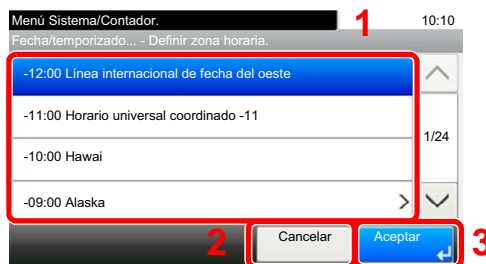 Menú Sistema/Contador.
1
10:10
Fecha/temporizado... - Definir zona horaria.
-12:00 Línea internacional de fecha del oeste
-11:00 Horario universal coordinado -11
1/24
-10:00 Hawai
-09:00 Alaska
2
Cancelar
Aceptar
3